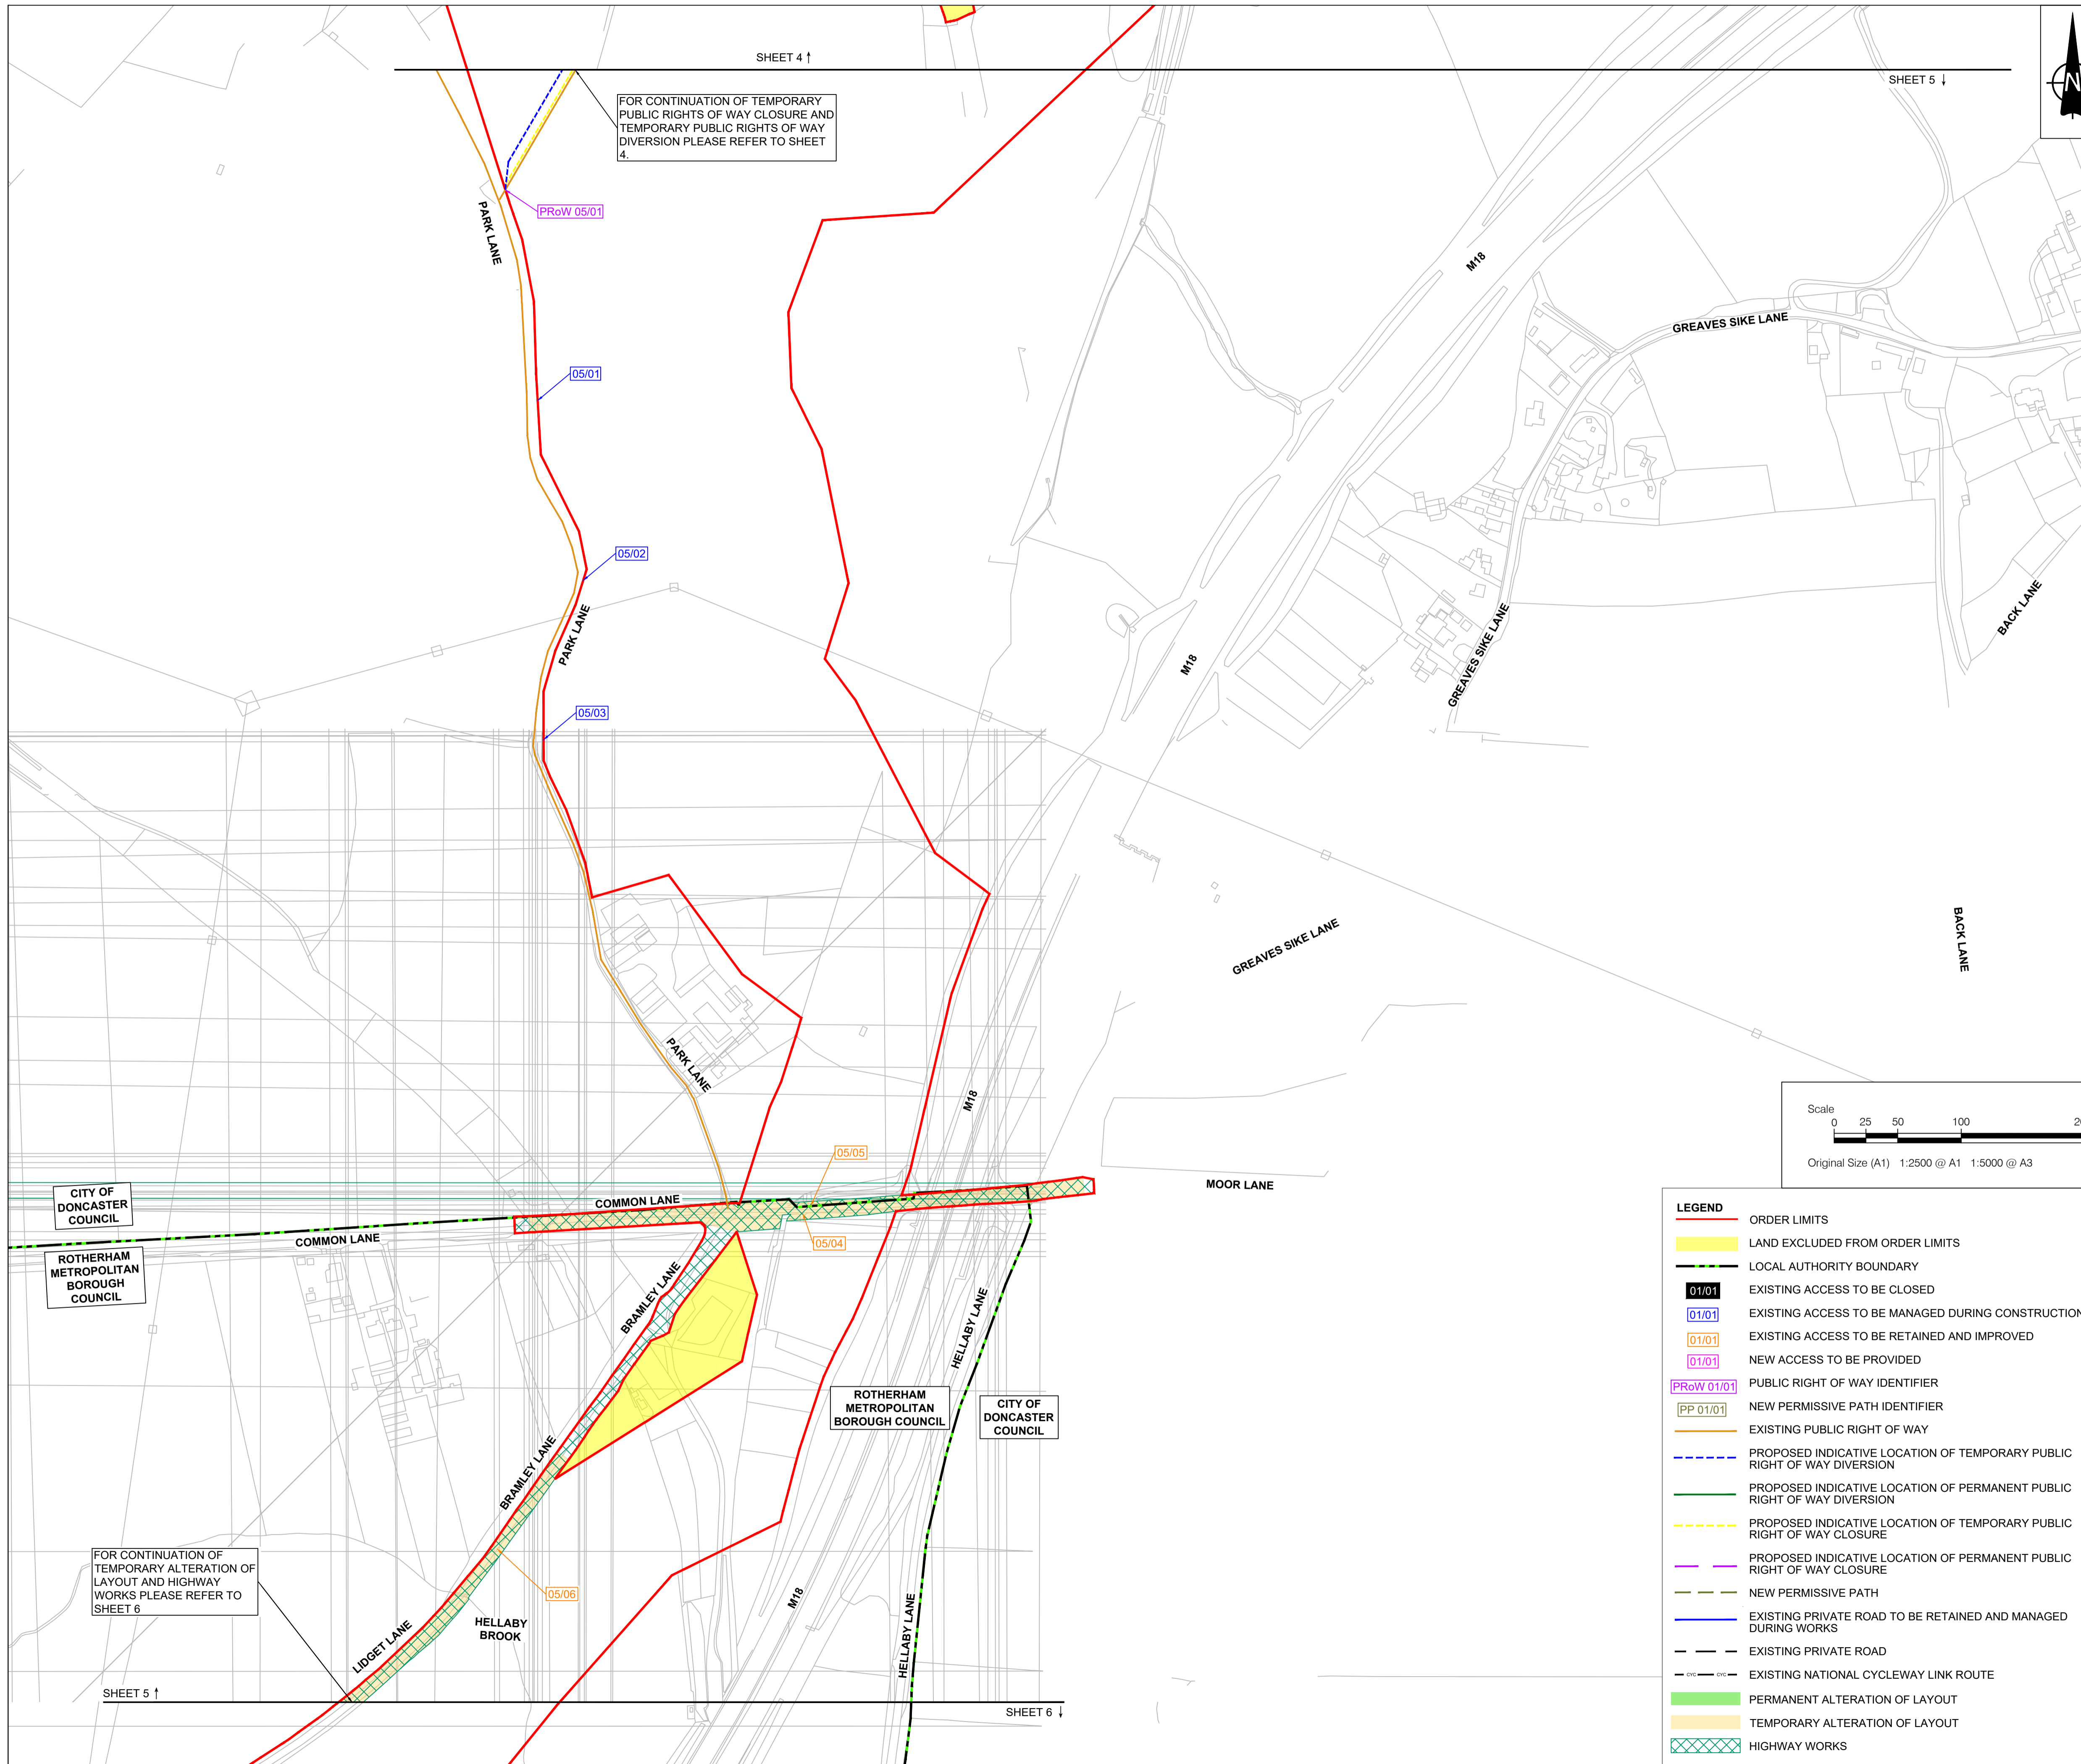 SHEET 4 ↑
SHEET 5 ↓
N
FOR CONTINUATION OF TEMPORARY
PUBLIC RIGHTS OF WAY CLOSURE AND
TEMPORARY PUBLIC RIGHTS OF WAY
DIVERSION PLEASE REFER TO SHEET
4.
PRoW 05/01
PARK LANE
M18
GREAVES SIKE LANE
05/01
05/02
PARK LANE
M18
GREAVES SIKE LANE
BACK LANE
05/03
BACK LANE
GREAVES SIKE LANE
PARK LANE
M18
Scale
0 25 50 100
Original Size (A1) 1:2500 @ A1 1:5000 @ A3
05/05
MOOR LANE
CITY OF
DONCASTER
COUNCIL
COMMON LANE
COMMON LANE
05/04
ROTHERHAM
METROPOLITAN
BOROUGH
COUNCIL
BRAMLEY LANE
HELLABY LANE
ROTHERHAM
METROPOLITAN
BOROUGH COUNCIL
CITY OF
DONCASTER
COUNCIL
BRAMLEY LANE
FOR CONTINUATION OF
TEMPORARY ALTERATION OF
LAYOUT AND HIGHWAY
WORKS PLEASE REFER TO
SHEET 6
05/06
M18
HELLABY
BROOK
LIDGET LANE
HELLABY LANE
SHEET 5 ↑
SHEET 6 ↓
LEGEND
ORDER LIMITS
LAND EXCLUDED FROM ORDER LIMITS
LOCAL AUTHORITY BOUNDARY
01/01 EXISTING ACCESS TO BE CLOSED
01/01 EXISTING ACCESS TO BE MANAGED DURING CONSTRUCTION
01/01 EXISTING ACCESS TO BE RETAINED AND IMPROVED
01/01 NEW ACCESS TO BE PROVIDED
PRoW 01/01 PUBLIC RIGHT OF WAY IDENTIFIER
PP 01/01 NEW PERMISSIVE PATH IDENTIFIER
EXISTING PUBLIC RIGHT OF WAY
PROPOSED INDICATIVE LOCATION OF TEMPORARY PUBLIC
RIGHT OF WAY DIVERSION
PROPOSED INDICATIVE LOCATION OF PERMANENT PUBLIC
RIGHT OF WAY DIVERSION
PROPOSED INDICATIVE LOCATION OF TEMPORARY PUBLIC
RIGHT OF WAY CLOSURE
PROPOSED INDICATIVE LOCATION OF PERMANENT PUBLIC
RIGHT OF WAY CLOSURE
NEW PERMISSIVE PATH
EXISTING PRIVATE ROAD TO BE RETAINED AND MANAGED
DURING WORKS
EXISTING PRIVATE ROAD
CYC CYC EXISTING NATIONAL CYCLEWAY LINK ROUTE
PERMANENT ALTERATION OF LAYOUT
TEMPORARY ALTERATION OF LAYOUT
HIGHWAY WORKS